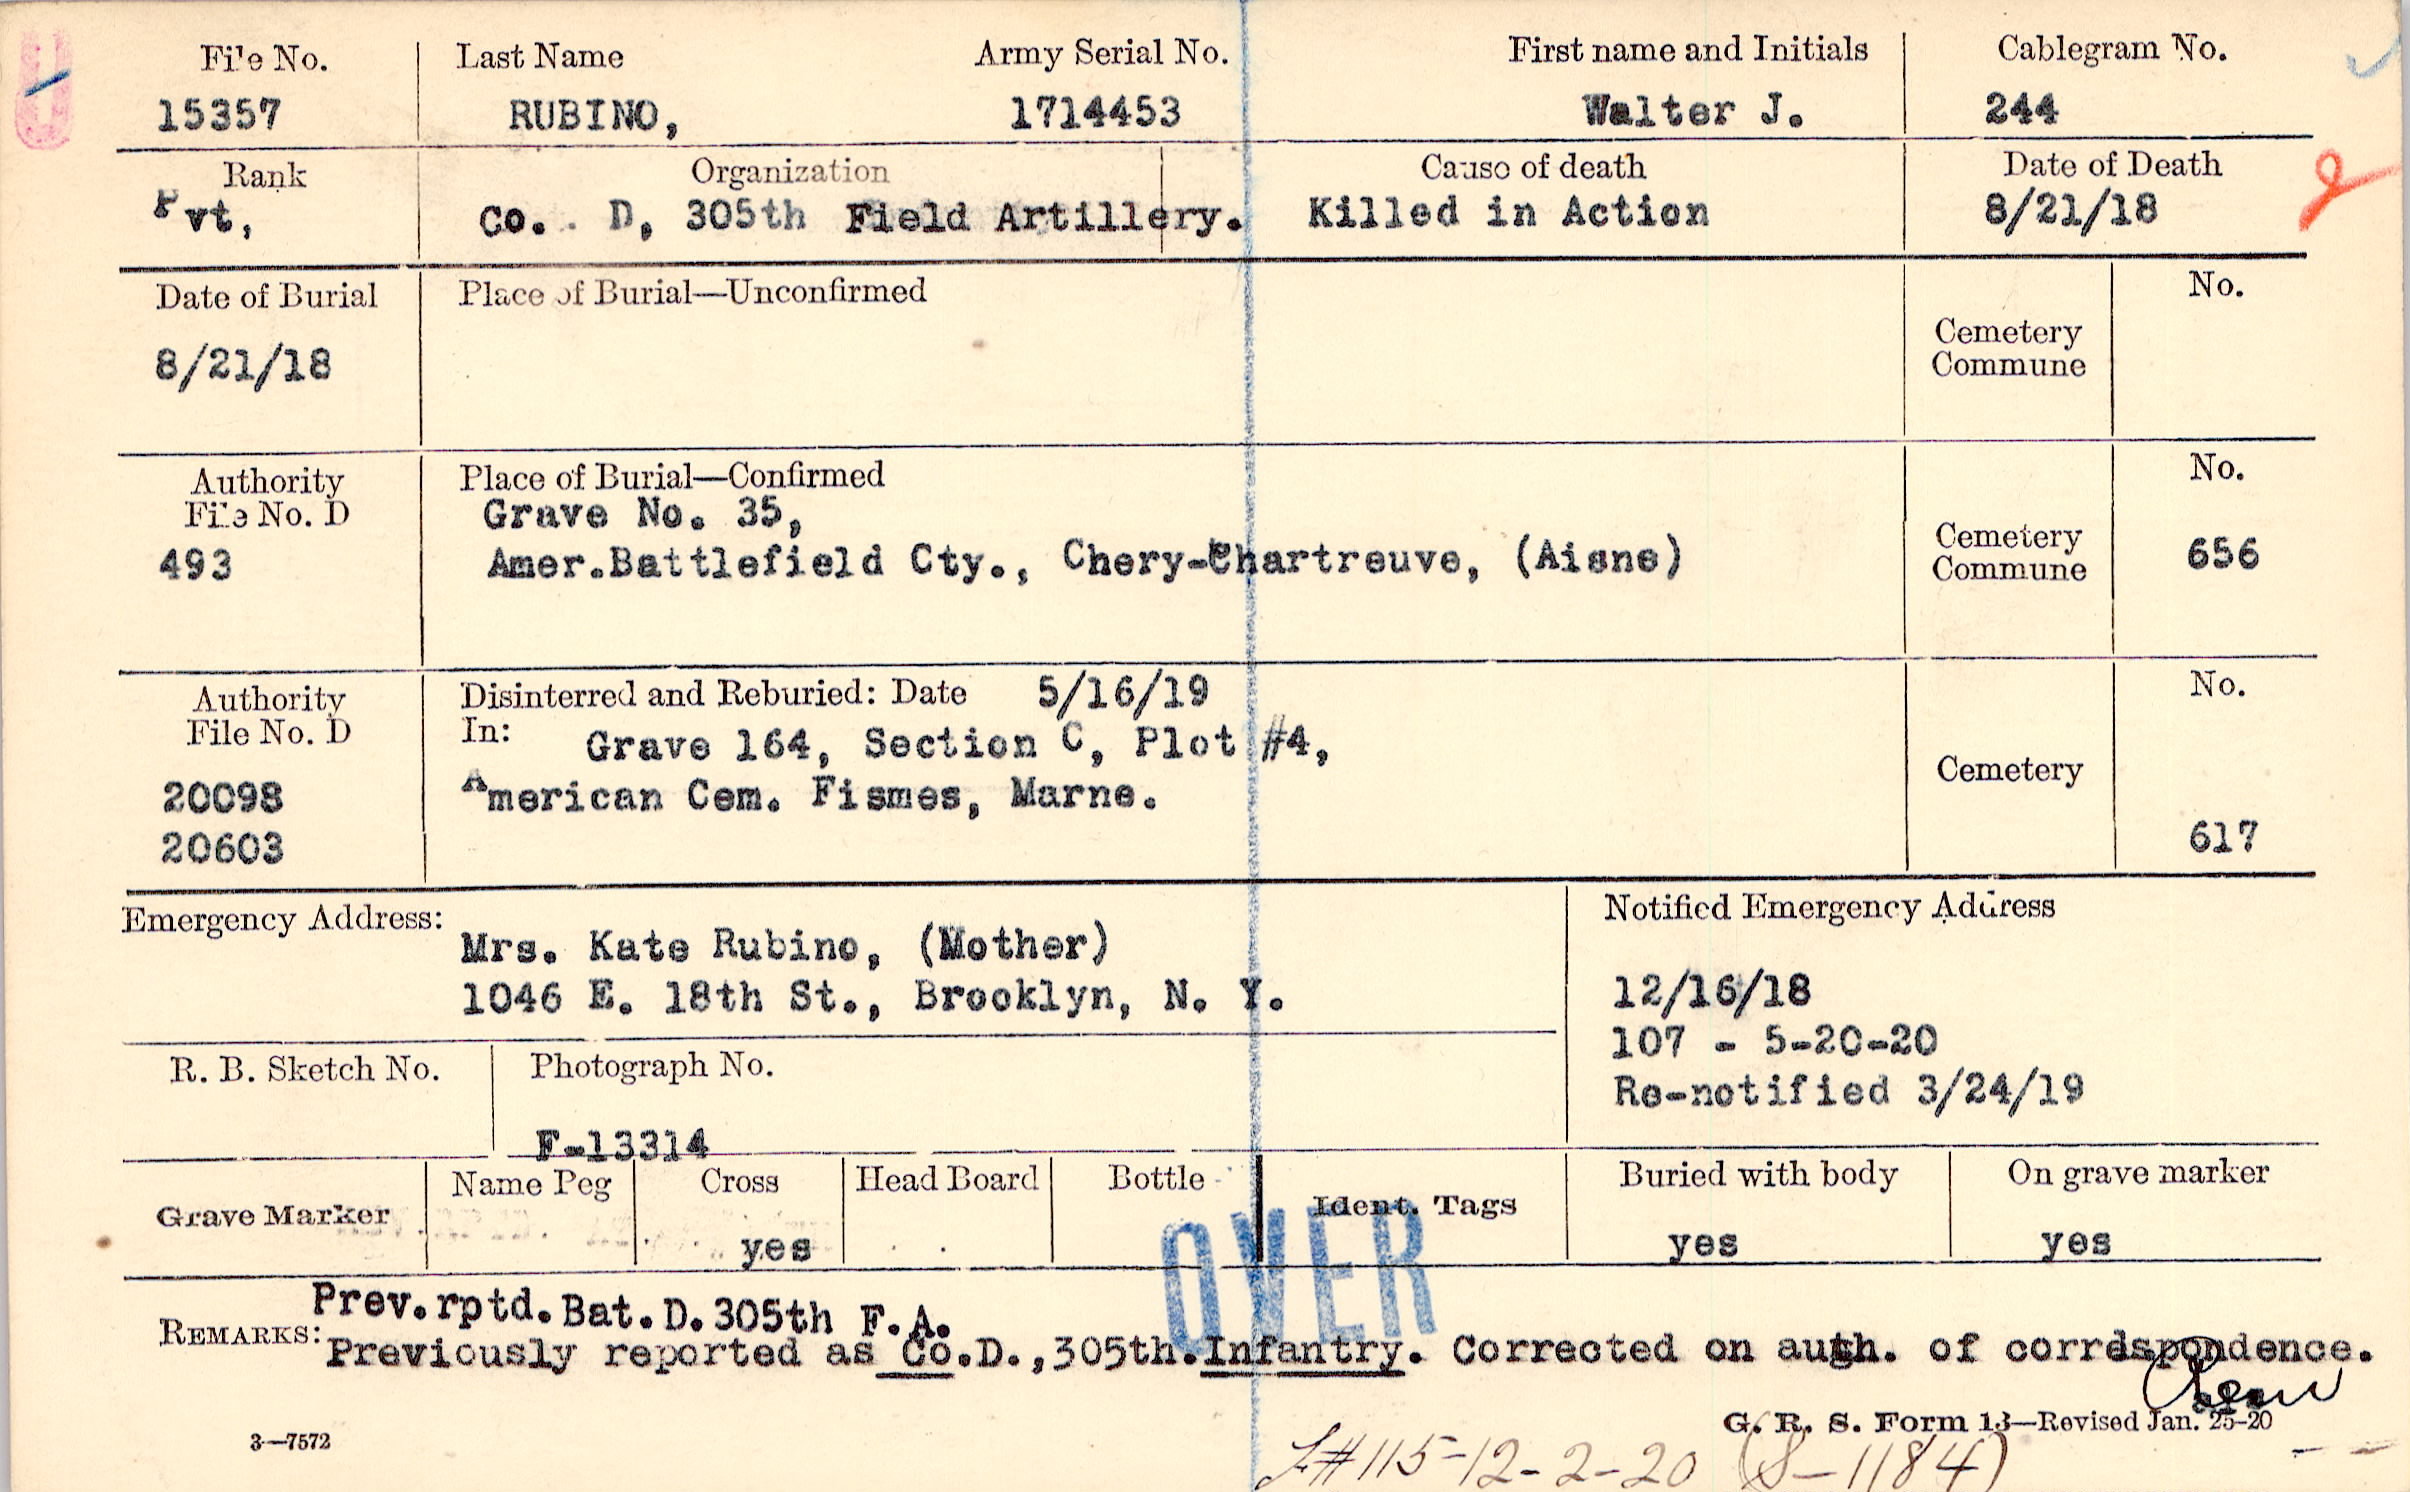 File No. Last Name Army Serial No. First name and Initials Cablegram No.
15357 RUBINO, 1714453 Walter J. 244
Rank Organization Cause of death Date of Death
Pvt, Co. D, 305th Field Artillery. Killed in Action 8/21/18
Date of Burial Place of Burial—Unconfirmed No.
8/21/18 Cemetery
Commune
Authority Place of Burial—Confirmed No.
File No. D Grave No. 35, Cemetery
493 Amer.Battlefield Cty., Chery-Chartreuve, (Aisne) Commune 656
Authority Disinterred and Reburied: Date 5/16/19 No.
File No. D In: Grave 164, Section C, Plot #4,
20098 American Cem. Fismes, Marne. Cemetery
20603 617
Emergency Address: Notified Emergency Address
Mrs. Kate Rubino, (Mother)
1046 E. 18th St., Brooklyn, N. Y. 12/16/18
107 - 5-20-20
R. B. Sketch No. Photograph No. Re-notified 3/24/19
F-13314
Grave Marker Name Peg Cross Head Board Bottle Ident. Tags Buried with body On grave marker
yes yes yes
OVER
Prev.rptd.Bat.D.305th F.A.
REMARKS: Previously reported as Co.D.,305th.Infantry. Corrected on auth. of correspondence.
G. R. S. Form 13—Revised Jan. 25-20
3—7572
#115-12-2-20 (S-1184)